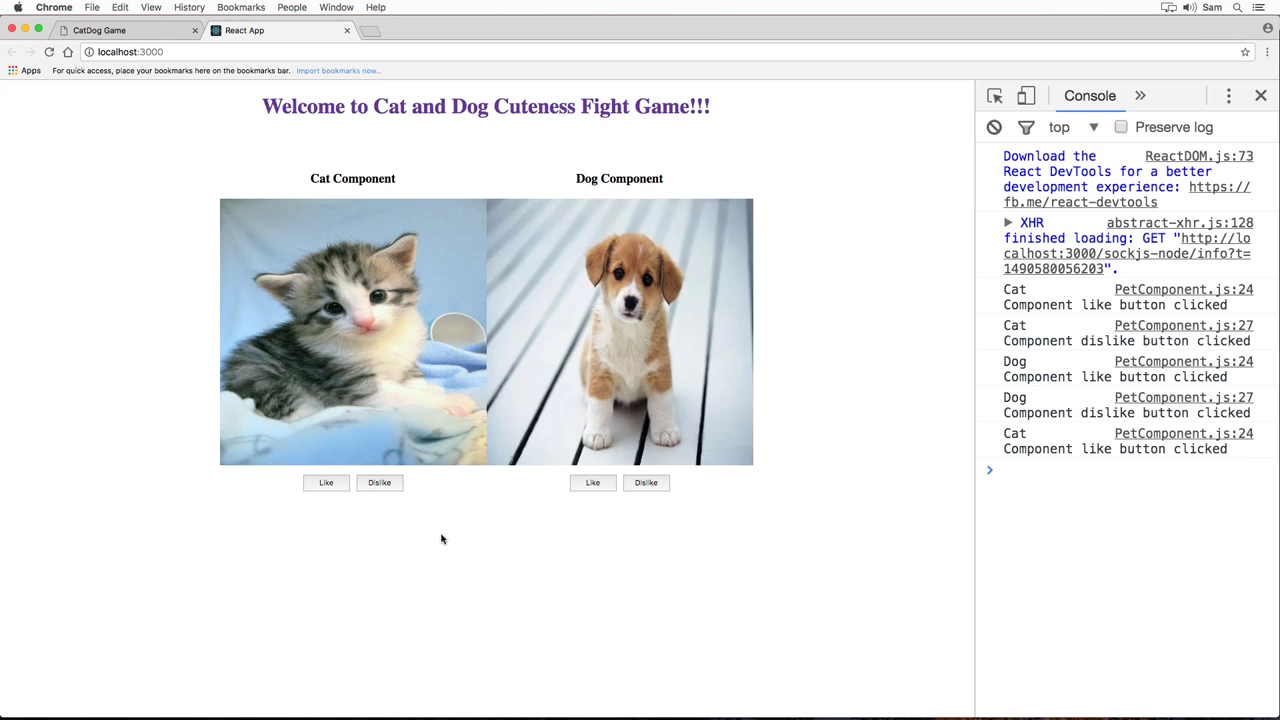 Chrome File Edit View History Bookmarks People Window Help Sam
CatDog Game
React App
localhost:3000
Apps For quick access, place your bookmarks here on the bookmarks bar. Import bookmarks now...
Welcome to Cat and Dog Cuteness Fight Game!!!
Cat Component
Dog Component
Like Dislike
Like Dislike
Console
top Preserve log
Download the ReactDOM.js:73
React DevTools for a better
development experience: https://
fb.me/react-devtools
XHR abstract-xhr.js:128
finished loading: GET "http://lo
calhost:3000/sockjs-node/info?t=
1490580056203".
Cat PetComponent.js:24
Component like button clicked
Cat PetComponent.js:27
Component dislike button clicked
Dog PetComponent.js:24
Component like button clicked
Dog PetComponent.js:27
Component dislike button clicked
Cat PetComponent.js:24
Component like button clicked